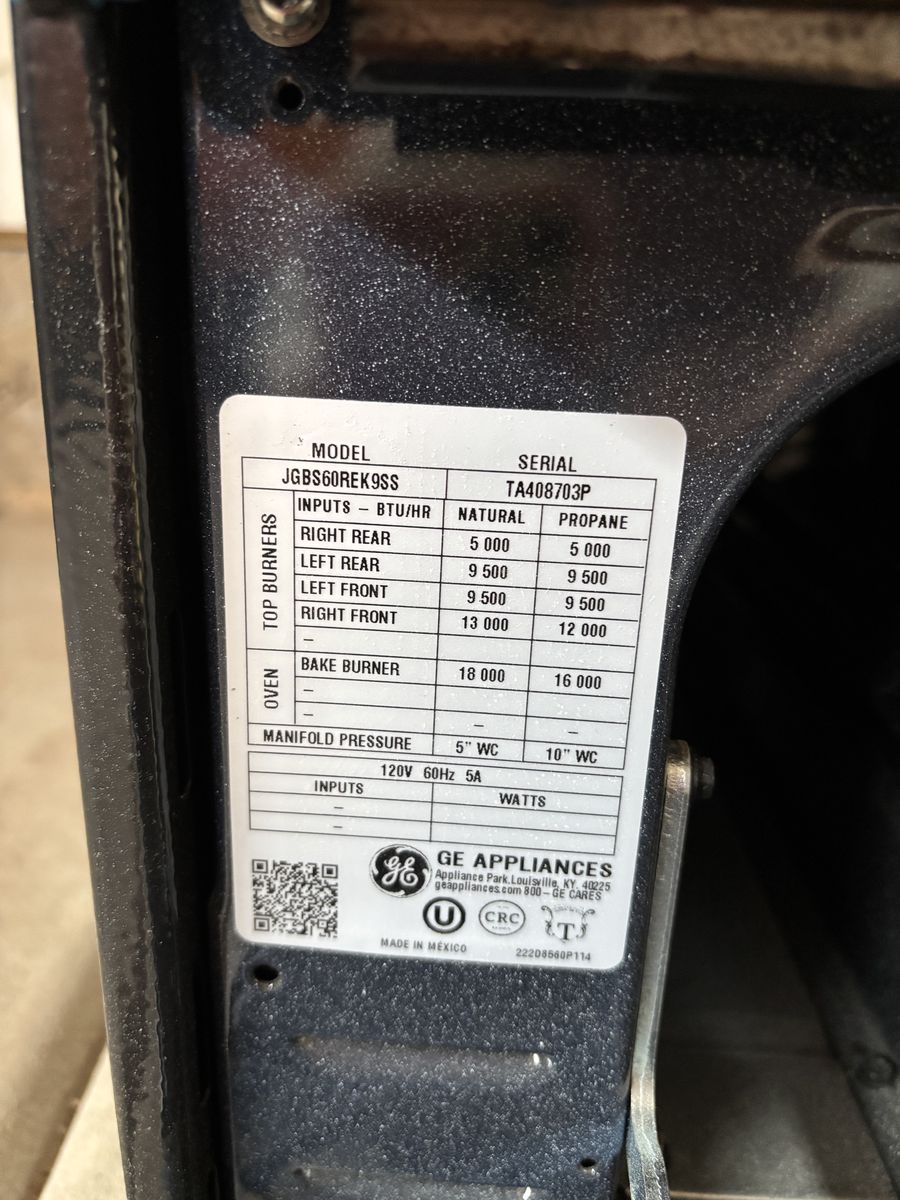 MODEL SERIAL
JGBS60REK9SS TA408703P
TOP BURNERS
INPUTS - BTU/HR NATURAL PROPANE
RIGHT REAR 5 000 5 000
LEFT REAR 9 500 9 500
LEFT FRONT 9 500 9 500
RIGHT FRONT 13 000 12 000
–
OVEN
BAKE BURNER 18 000 16 000
–
– – –
MANIFOLD PRESSURE 5" WC 10" WC
120V 60Hz 5A
INPUTS WATTS
–
–
GE GE APPLIANCES
Appliance Park.Louisville, KY. 40225
geappliances.com 800-GE CARES
U CRC T
MADE IN MÉXICO 222D8560P114